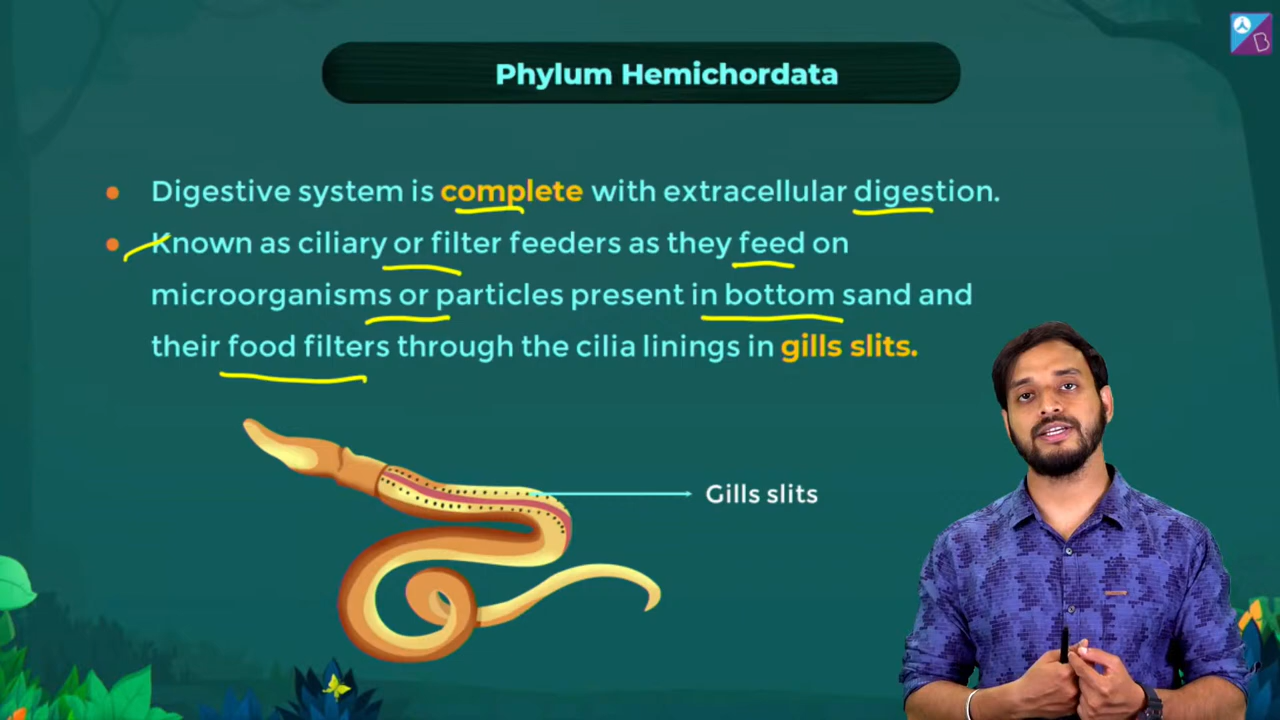 Phylum Hemichordata
Digestive system is complete with extracellular digestion.
Known as ciliary or filter feeders as they feed on
microorganisms or particles present in bottom sand and
their food filters through the cilia linings in gills slits.
Gills slits
B